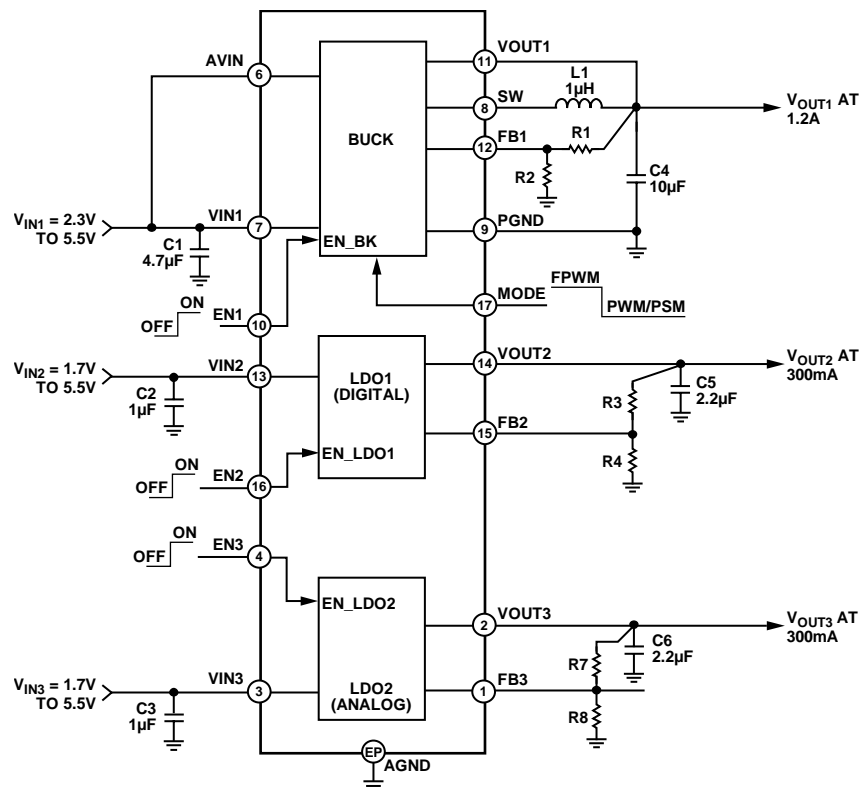 AVIN
6
BUCK
VOUT1
11
L1
1µH
SW
8
VOUT1 AT
1.2A
R1
FB1
12
R2
C4
10µF
VIN1 = 2.3V
TO 5.5V
VIN1
7
C1
4.7µF
EN_BK
PGND
9
MODE
17
FPWM
PWM/PSM
OFF
ON
EN1
10
VIN2 = 1.7V
TO 5.5V
VIN2
13
C2
1µF
LDO1
(DIGITAL)
EN_LDO1
VOUT2
14
VOUT2 AT
300mA
C5
2.2µF
R3
FB2
15
R4
OFF
ON
EN2
16
OFF
ON
EN3
4
EN_LDO2
VOUT3
2
VOUT3 AT
300mA
C6
2.2µF
R7
VIN3 = 1.7V
TO 5.5V
VIN3
3
C3
1µF
LDO2
(ANALOG)
FB3
1
R8
EP
AGND